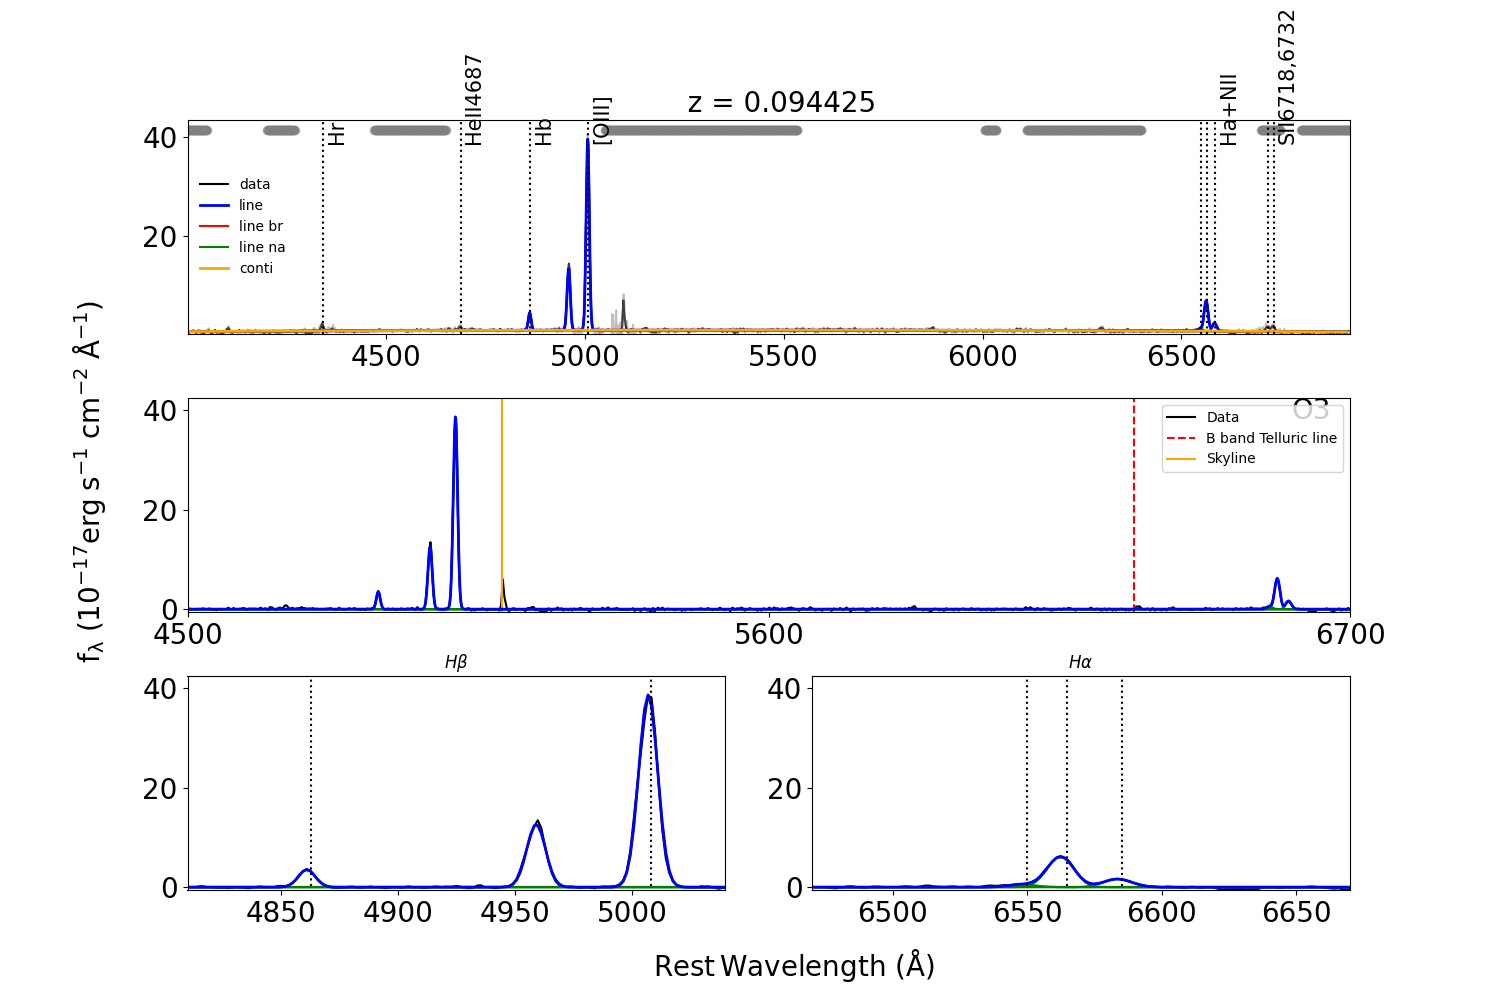 z = 0.094425
Hr
HeII4687
Hb
[OIII]
Ha+NII
SII6718,6732
40
20
data
line
line br
line na
conti
4500 5000 5500 6000 6500
f_λ (10^−17 erg s^−1 cm^−2 Å^−1)
40
20
0
O3
Data
B band Telluric line
Skyline
4500 5600 6700
Hβ
40
20
0
4850 4900 4950 5000
Hα
40
20
0
6500 6550 6600 6650
Rest Wavelength (Å)